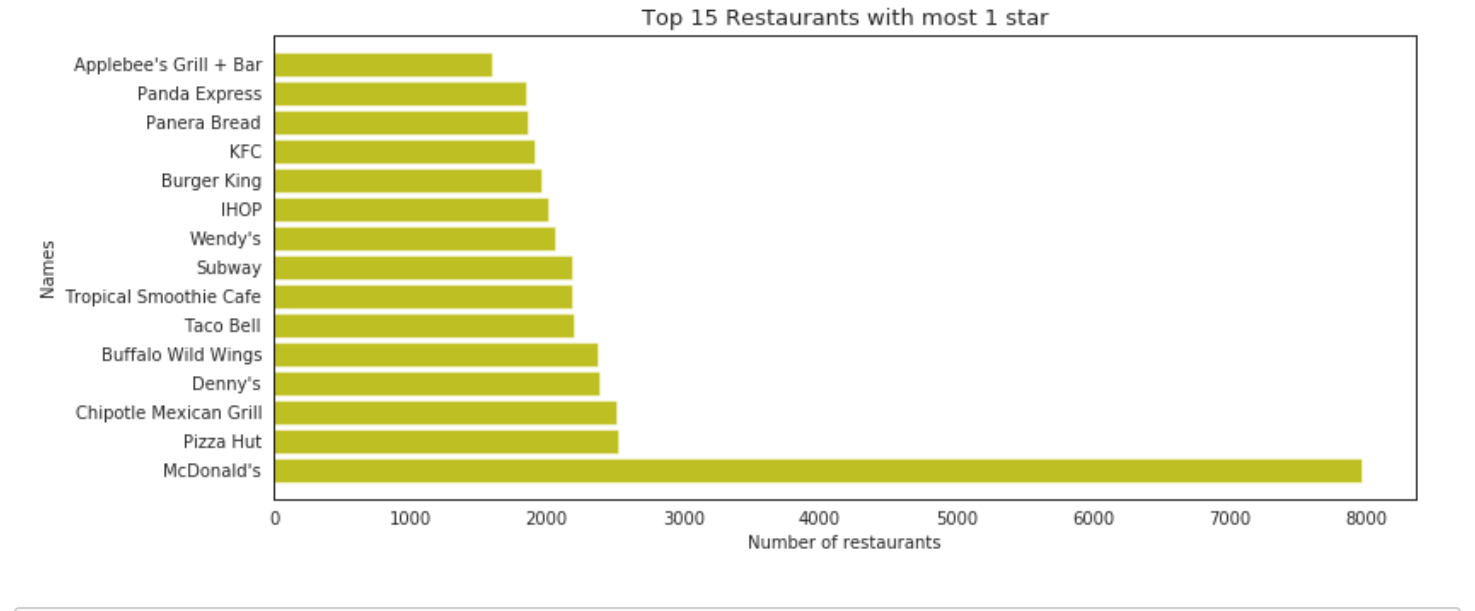 Top 15 Restaurants with most 1 star
Names
Applebee's Grill + Bar
Panda Express
Panera Bread
KFC
Burger King
IHOP
Wendy's
Subway
Tropical Smoothie Cafe
Taco Bell
Buffalo Wild Wings
Denny's
Chipotle Mexican Grill
Pizza Hut
McDonald's
0 1000 2000 3000 4000 5000 6000 7000 8000
Number of restaurants